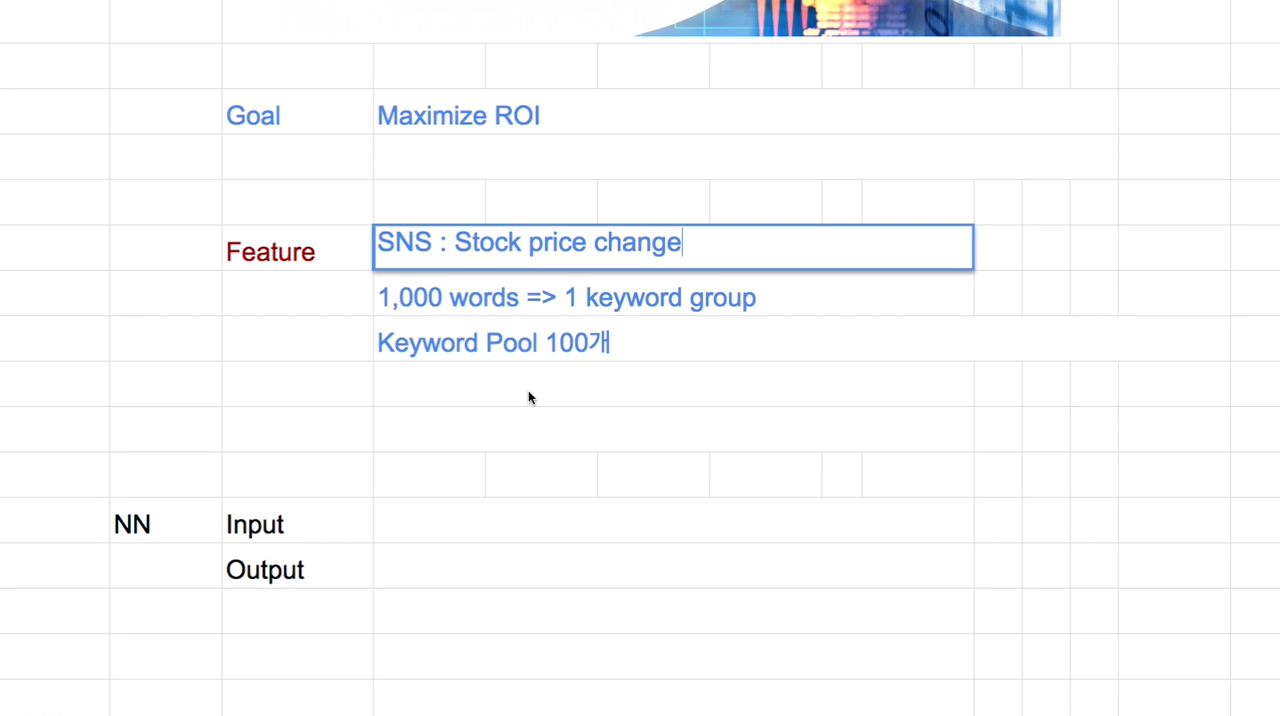 Goal Maximize ROI
Feature SNS : Stock price change
1,000 words => 1 keyword group
Keyword Pool 100개
NN Input
Output